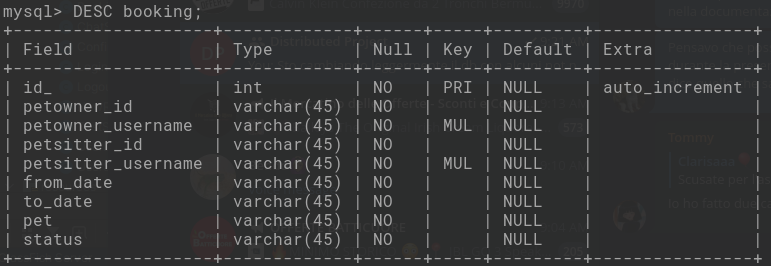 mysql> DESC booking;
+--------------------+-------------+------+-----+---------+----------------+
| Field | Type | Null | Key | Default | Extra |
+--------------------+-------------+------+-----+---------+----------------+
| id_ | int | NO | PRI | NULL | auto_increment |
| petowner_id | varchar(45) | NO | | NULL | |
| petowner_username | varchar(45) | NO | MUL | NULL | |
| petsitter_id | varchar(45) | NO | | NULL | |
| petsitter_username | varchar(45) | NO | MUL | NULL | |
| from_date | varchar(45) | NO | | NULL | |
| to_date | varchar(45) | NO | | NULL | |
| pet | varchar(45) | NO | | NULL | |
| status | varchar(45) | NO | | NULL | |
+--------------------+-------------+------+-----+---------+----------------+
Tommy